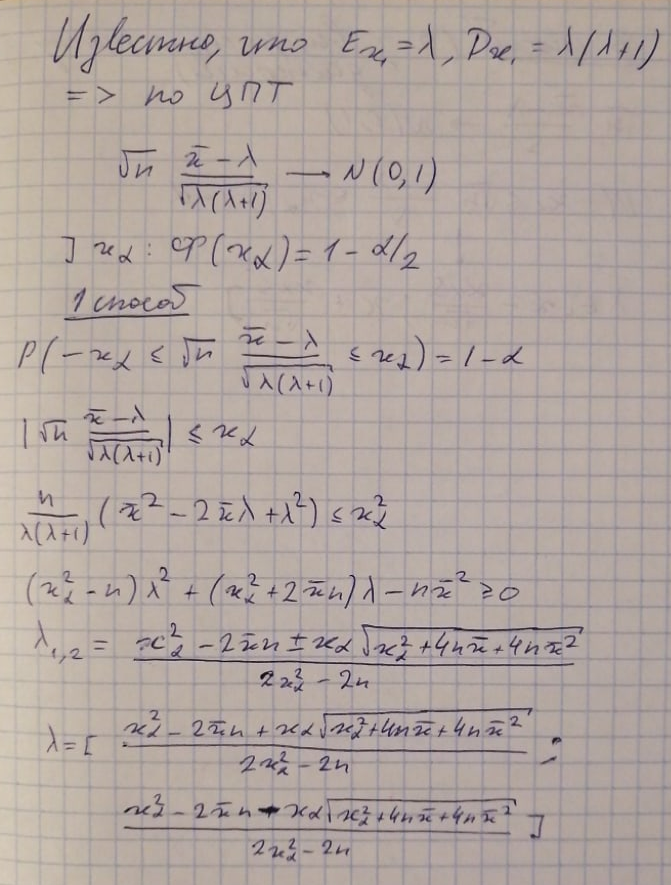 Известно, что Eₓ₁ = λ, Dₓ₁ = λ(λ+1)
=> по ЦПТ
√n (x̄ − λ)/√(λ(λ+1)) → N(0,1)
] x_α : Ф(x_α) = 1 − α/2
1 способ
P(−x_α ≤ √n (x̄ − λ)/√(λ(λ+1)) ≤ x_α) = 1 − α
|√n (x̄ − λ)/√(λ(λ+1))| ≤ x_α
n/(λ(λ+1)) (x̄² − 2x̄λ + λ²) ≤ x_α²
(x_α² − n)λ² + (x_α² + 2x̄n)λ − nx̄² ≥ 0
λ₁,₂ = (x_α² − 2x̄n ± x_α√(x_α² + 4nx̄ + 4nx̄²))/(2x_α² − 2n)
λ = [ (x_α² − 2x̄n + x_α√(x_α² + 4nx̄ + 4nx̄²))/(2x_α² − 2n) ;
(x_α² − 2x̄n − x_α√(x_α² + 4nx̄ + 4nx̄²))/(2x_α² − 2n) ]